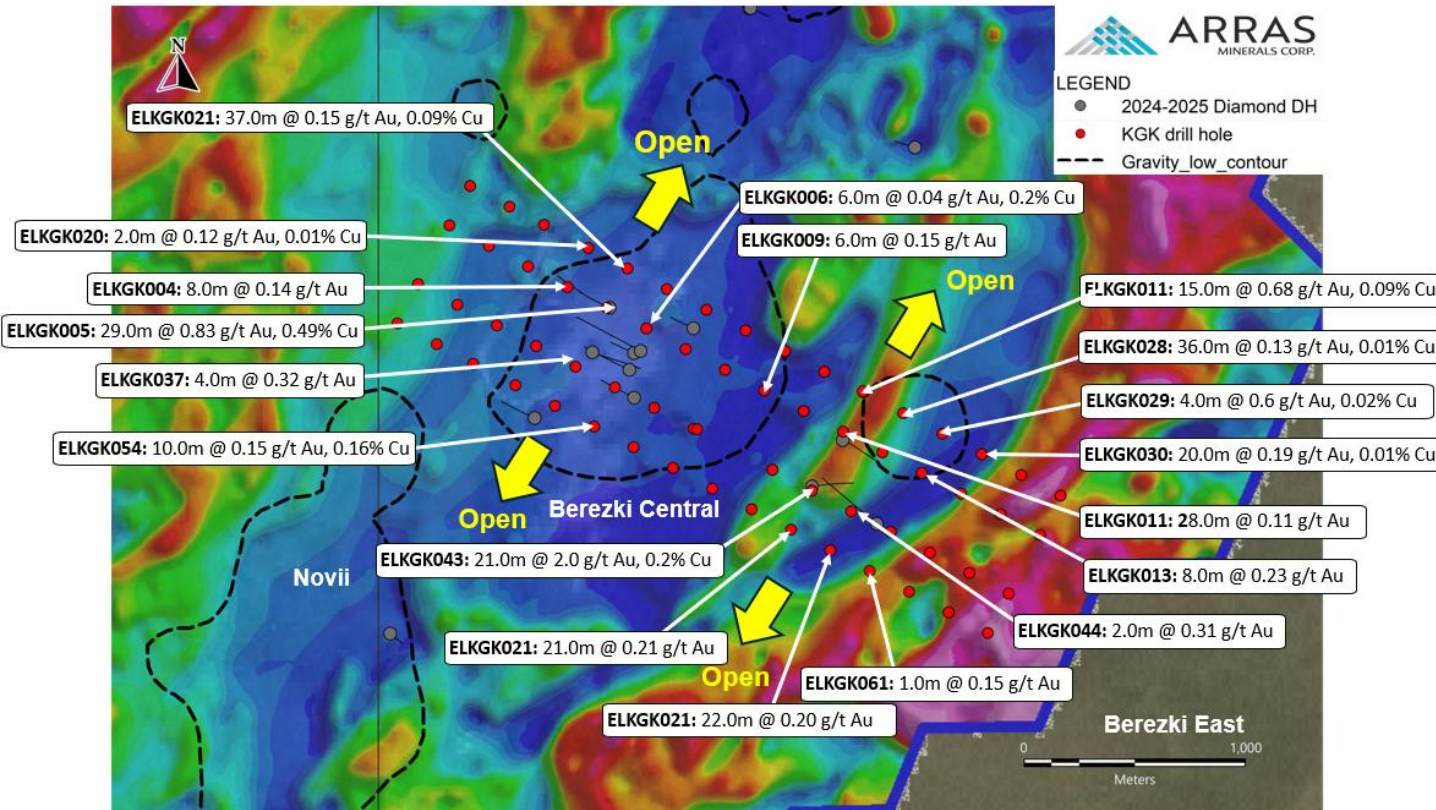 ARRAS
MINERALS CORP.
LEGEND
2024-2025 Diamond DH
KGK drill hole
Gravity_low_contour
N
ELKGK021: 37.0m @ 0.15 g/t Au, 0.09% Cu
Open
ELKGK006: 6.0m @ 0.04 g/t Au, 0.2% Cu
ELKGK020: 2.0m @ 0.12 g/t Au, 0.01% Cu
ELKGK009: 6.0m @ 0.15 g/t Au
ELKGK004: 8.0m @ 0.14 g/t Au
Open
ELKGK011: 15.0m @ 0.68 g/t Au, 0.09% Cu
ELKGK005: 29.0m @ 0.83 g/t Au, 0.49% Cu
ELKGK028: 36.0m @ 0.13 g/t Au, 0.01% Cu
ELKGK037: 4.0m @ 0.32 g/t Au
ELKGK029: 4.0m @ 0.6 g/t Au, 0.02% Cu
ELKGK054: 10.0m @ 0.15 g/t Au, 0.16% Cu
ELKGK030: 20.0m @ 0.19 g/t Au, 0.01% Cu
Open
Berezki Central
ELKGK011: 28.0m @ 0.11 g/t Au
ELKGK043: 21.0m @ 2.0 g/t Au, 0.2% Cu
Novii
ELKGK013: 8.0m @ 0.23 g/t Au
ELKGK044: 2.0m @ 0.31 g/t Au
ELKGK021: 21.0m @ 0.21 g/t Au
Open
ELKGK061: 1.0m @ 0.15 g/t Au
ELKGK021: 22.0m @ 0.20 g/t Au
Berezki East
0 1,000
Meters